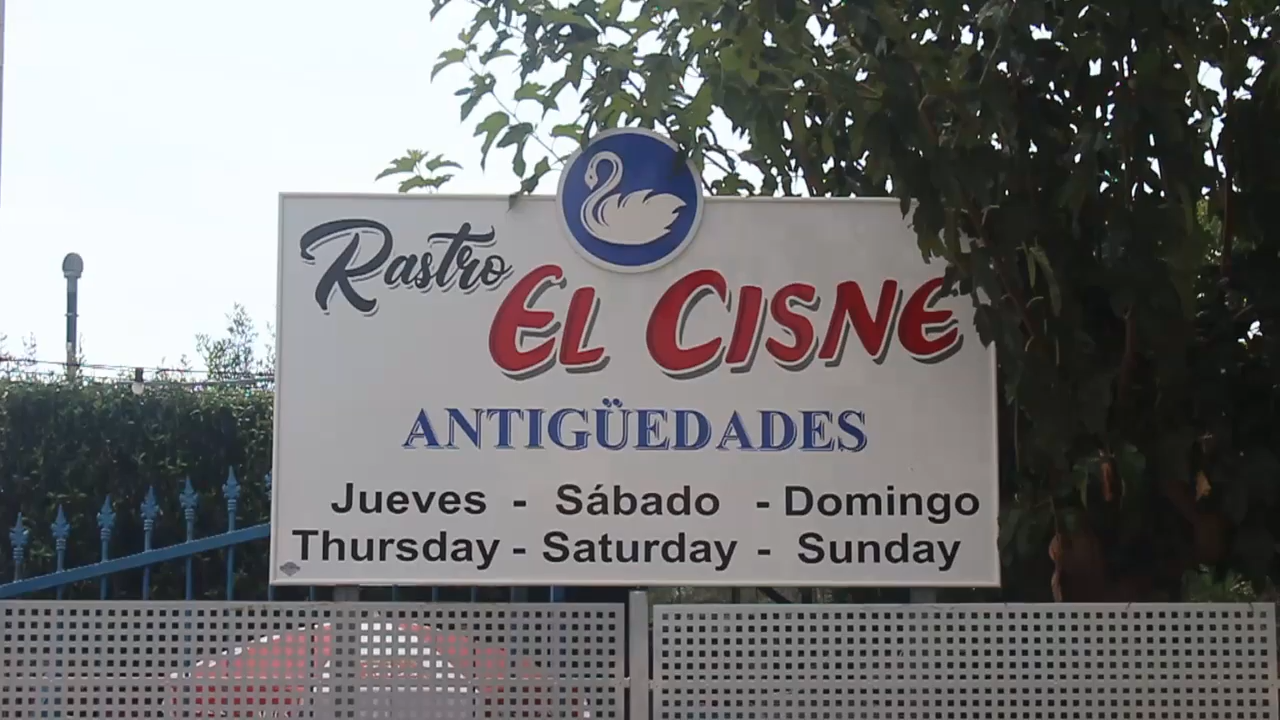 Rastro
EL CISNE
ANTIGÜEDADES
Jueves - Sábado - Domingo
Thursday - Saturday - Sunday